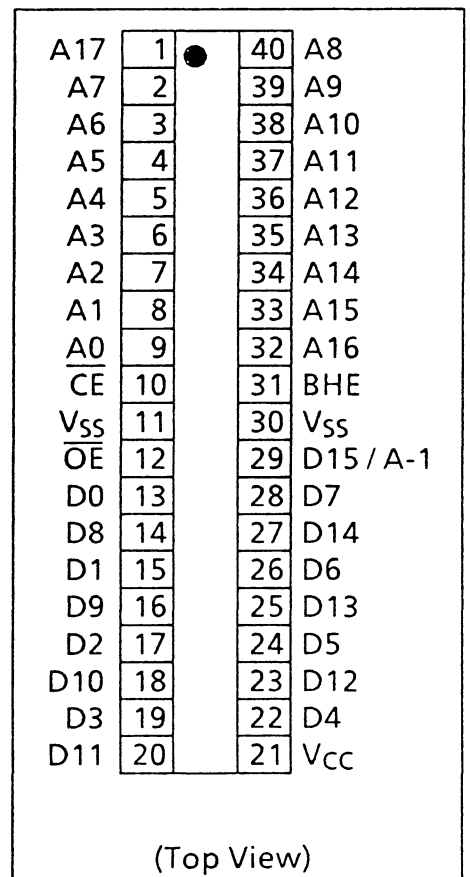 A17 1 40 A8
A7 2 39 A9
A6 3 38 A10
A5 4 37 A11
A4 5 36 A12
A3 6 35 A13
A2 7 34 A14
A1 8 33 A15
A0 9 32 A16
C̅E̅ 10 31 BHE
VSS 11 30 VSS
O̅E̅ 12 29 D15 / A-1
D0 13 28 D7
D8 14 27 D14
D1 15 26 D6
D9 16 25 D13
D2 17 24 D5
D10 18 23 D12
D3 19 22 D4
D11 20 21 VCC
(Top View)